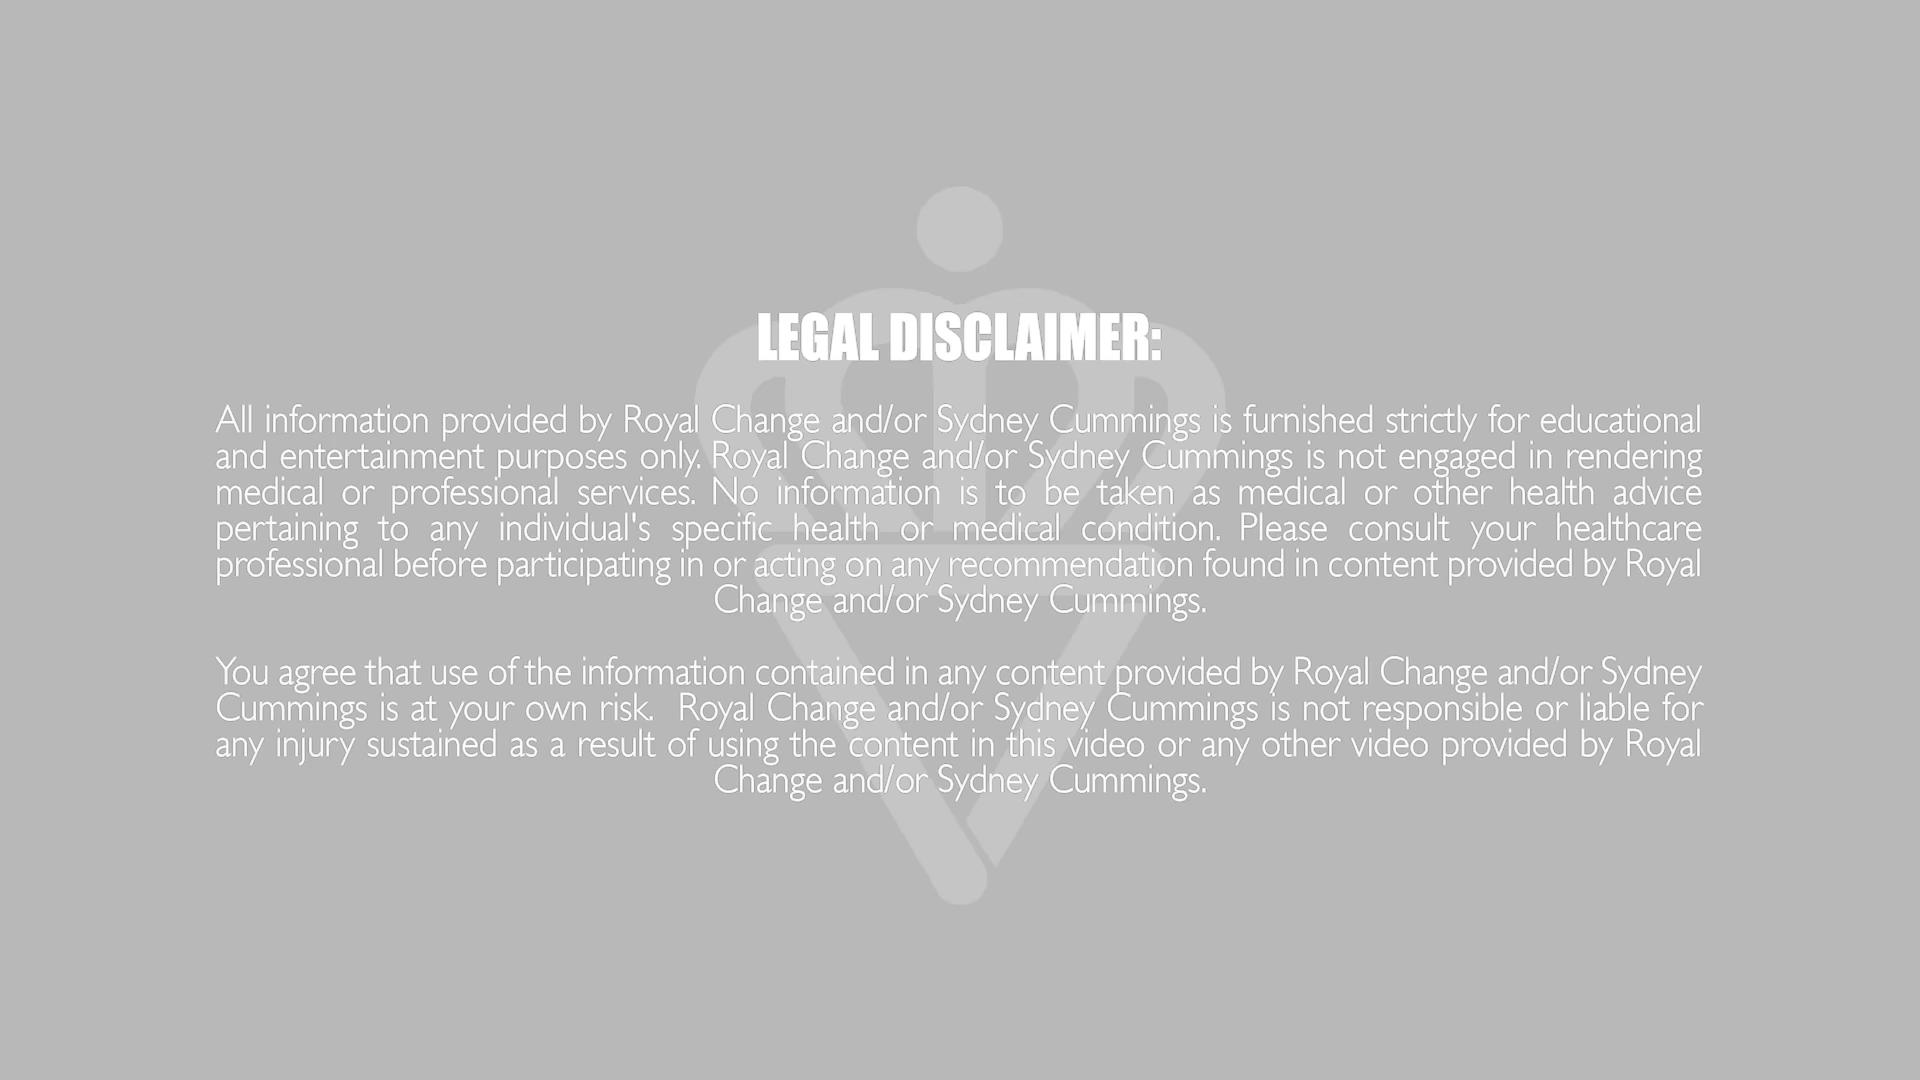 LEGAL DISCLAIMER:
All information provided by Royal Change and/or Sydney Cummings is furnished strictly for educational
and entertainment purposes only. Royal Change and/or Sydney Cummings is not engaged in rendering
medical or professional services. No information is to be taken as medical or other health advice
pertaining to any individual's specific health or medical condition. Please consult your healthcare
professional before participating in or acting on any recommendation found in content provided by Royal
Change and/or Sydney Cummings.
You agree that use of the information contained in any content provided by Royal Change and/or Sydney
Cummings is at your own risk.  Royal Change and/or Sydney Cummings is not responsible or liable for
any injury sustained as a result of using the content in this video or any other video provided by Royal
Change and/or Sydney Cummings.